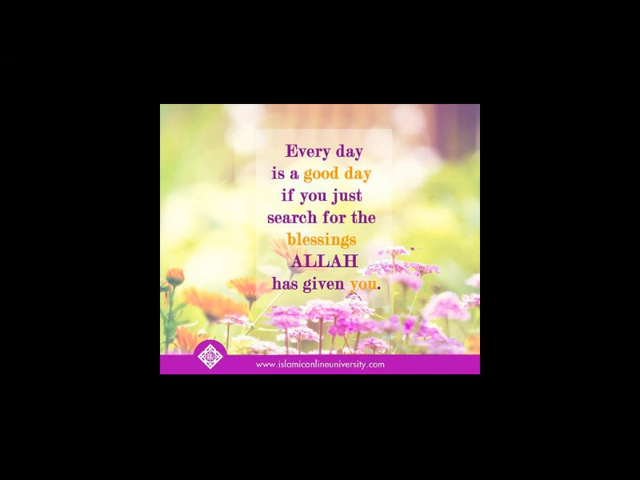 Every day
is a good day
if you just
search for the
blessings
ALLAH
has given you.
www.islamiconlineuniversity.com